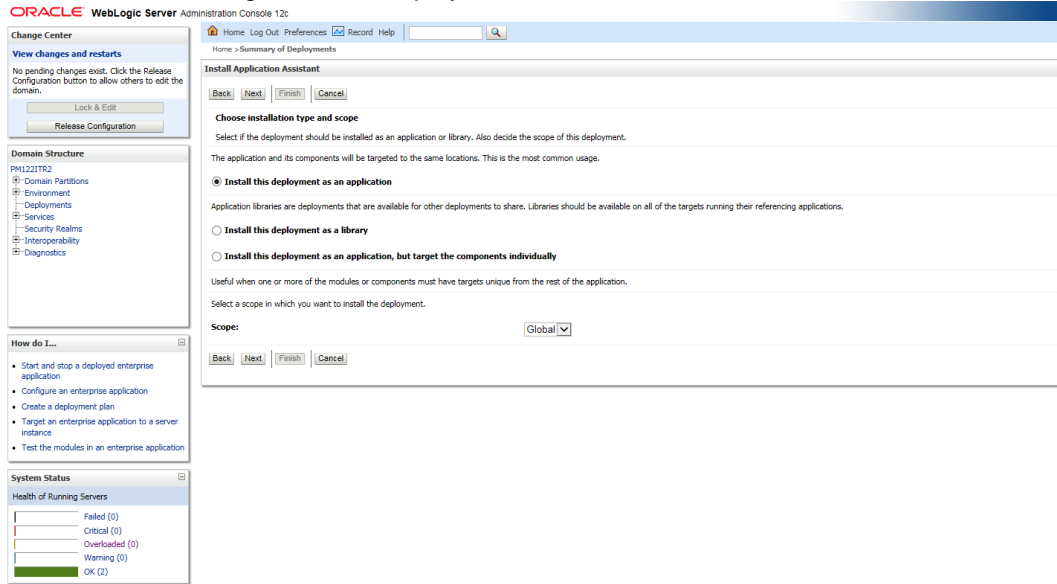 ORACLE WebLogic Server Administration Console 12c
Change Center
View changes and restarts
No pending changes exist. Click the Release
Configuration button to allow others to edit the
domain.
Lock & Edit
Release Configuration
Domain Structure
PM122ITR2
Domain Partitions
Environment
Deployments
Services
Security Realms
Interoperability
Diagnostics
How do I...
Start and stop a deployed enterprise
application
Configure an enterprise application
Create a deployment plan
Target an enterprise application to a server
instance
Test the modules in an enterprise application
System Status
Health of Running Servers
Failed (0)
Critical (0)
Overloaded (0)
Warning (0)
OK (2)
Home Log Out Preferences Record Help
Home >Summary of Deployments
Install Application Assistant
Back Next Finish Cancel
Choose installation type and scope
Select if the deployment should be installed as an application or library. Also decide the scope of this deployment.
The application and its components will be targeted to the same locations. This is the most common usage.
Install this deployment as an application
Application libraries are deployments that are available for other deployments to share. Libraries should be available on all of the targets running their referencing applications.
Install this deployment as a library
Install this deployment as an application, but target the components individually
Useful when one or more of the modules or components must have targets unique from the rest of the application.
Select a scope in which you want to install the deployment.
Scope: Global
Back Next Finish Cancel